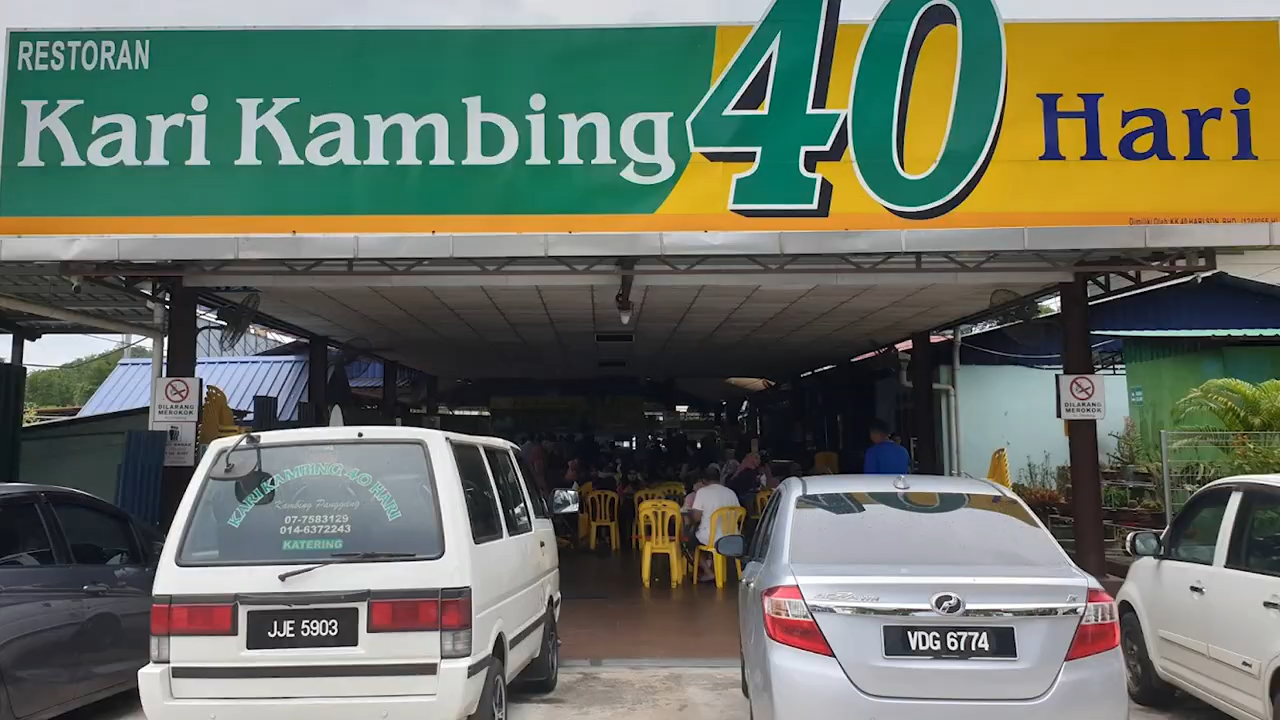 RESTORAN
Kari Kambing 40 Hari
DILARANG
MEROKOK
DILARANG
MEROKOK
KARI KAMBING 40 HARI
Kambing Panggang
07-7583129
014-6372243
KATERING
JJE 5903
VDG 6774